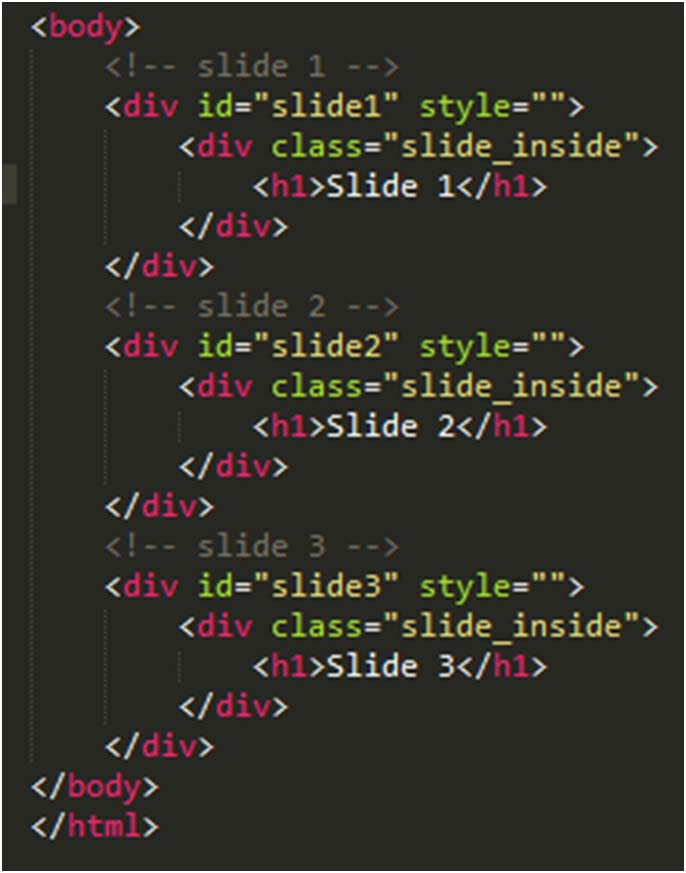 <body>
<!-- slide 1 -->
<div id="slide1" style="">
<div class="slide_inside">
<h1>Slide 1</h1>
</div>
</div>
<!-- slide 2 -->
<div id="slide2" style="">
<div class="slide_inside">
<h1>Slide 2</h1>
</div>
</div>
<!-- slide 3 -->
<div id="slide3" style="">
<div class="slide_inside">
<h1>Slide 3</h1>
</div>
</div>
</body>
</html>